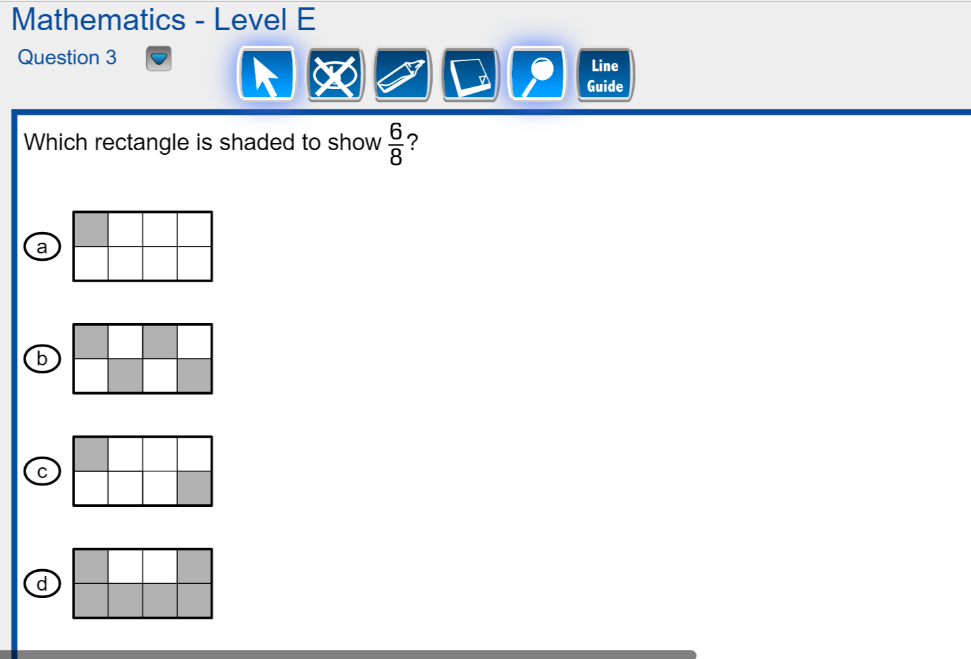 Mathematics - Level E
Question 3
Line
Guide
Which rectangle is shaded to show 6/8?
a
b
c
d